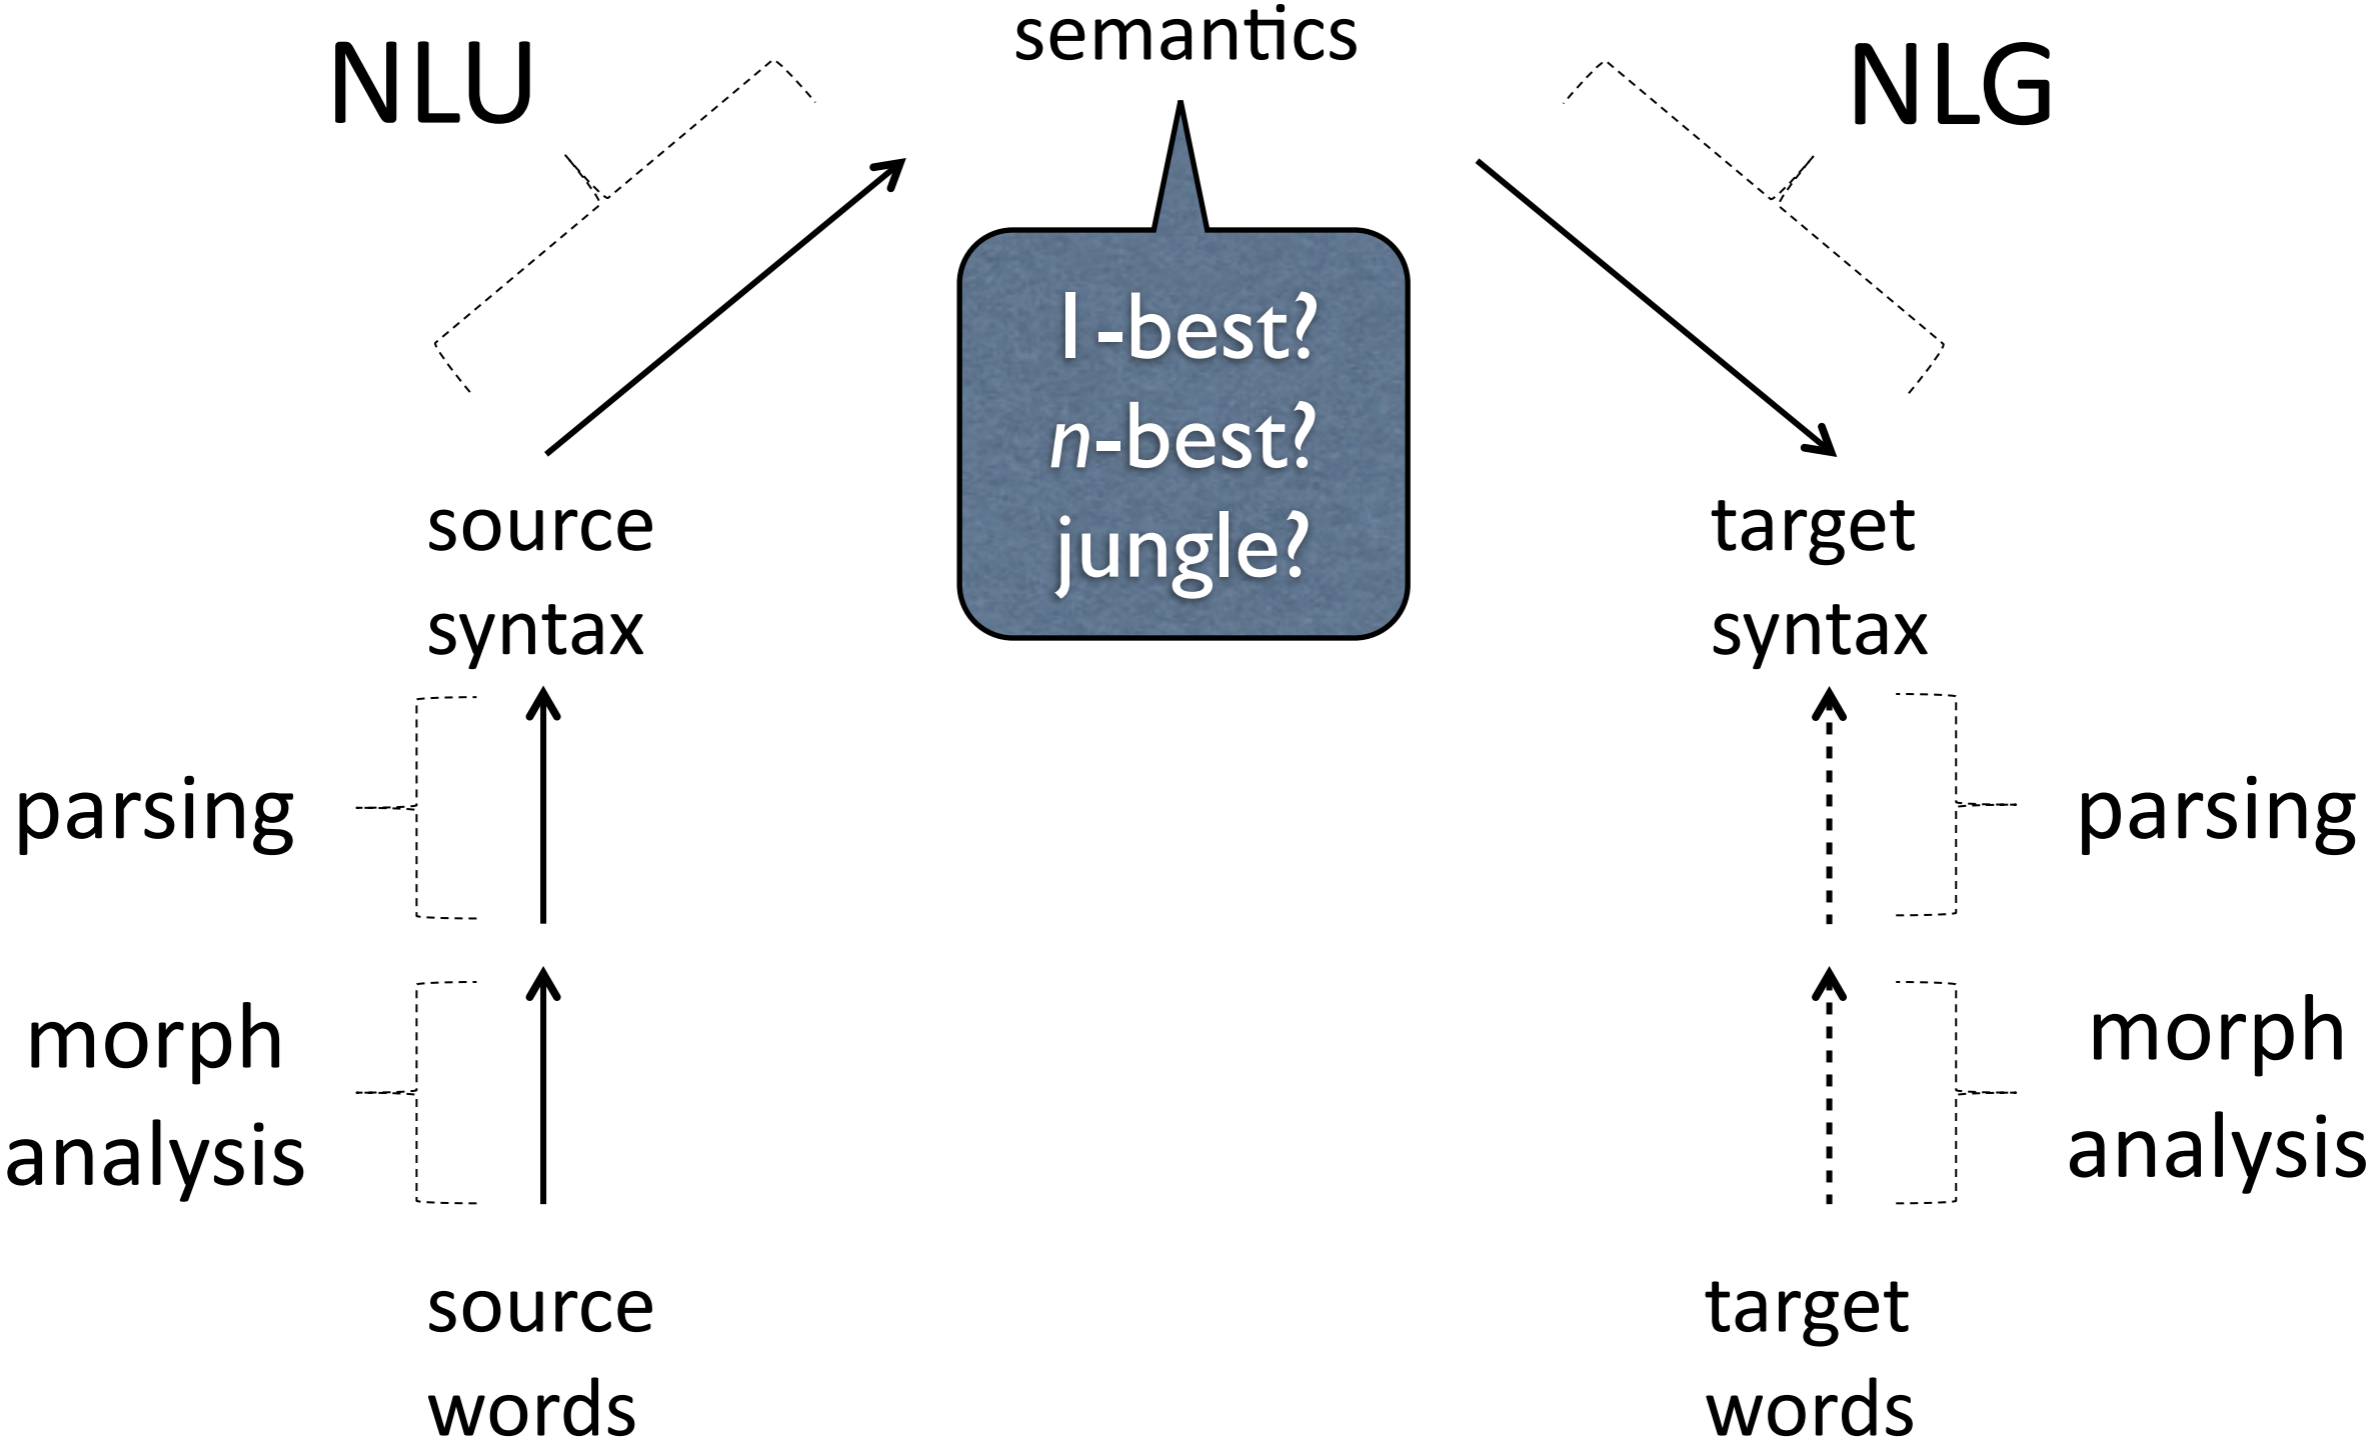 semantics
NLU
NLG
1-best?
n-best?
jungle?
source
syntax
target
syntax
parsing
parsing
morph
analysis
morph
analysis
source
words
target
words